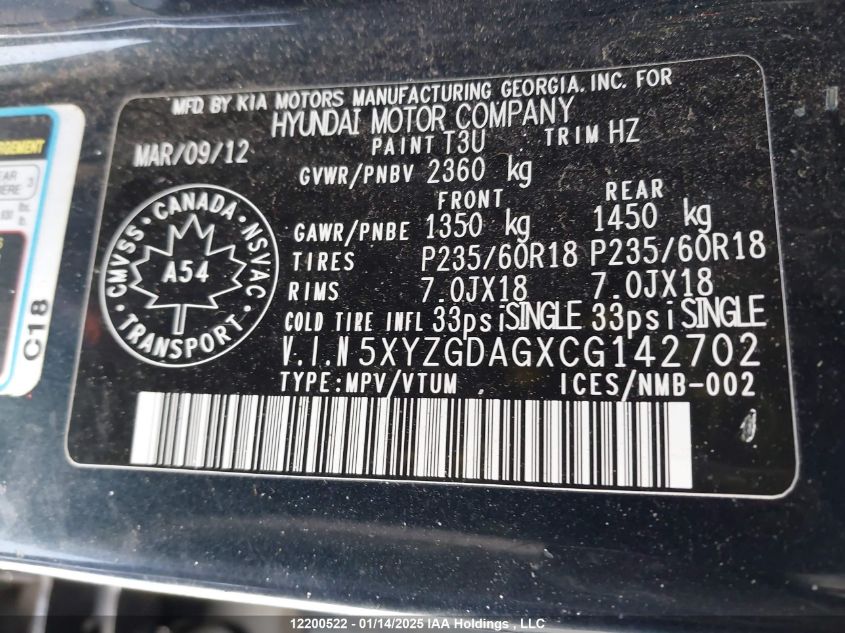 MFD BY KIA MOTORS MANUFACTURING GEORGIA. INC. FOR
HYUNDAI MOTOR COMPANY
MAR/09/12 PAINT T3U TRIM HZ
GVWR/PNBV 2360 kg
FRONT REAR
GAWR/PNBE 1350 kg 1450 kg
TIRES P235/60R18 P235/60R18
RIMS 7.0JX18 7.0JX18
COLD TIRE INFL 33psi SINGLE 33psi SINGLE
V.I.N 5XYZGDAGXCG142702
TYPE:MPV/VTUM ICES/NMB-002
CMVSS · CANADA · NSVAC
A54
· TRANSPORT ·
C18
lbs.
12200522 - 01/14/2025 IAA Holdings , LLC